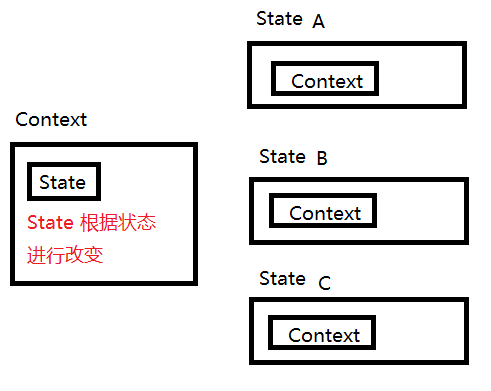 Context
State
State 根据状态
进行改变
State A
Context
State B
Context
State C
Context